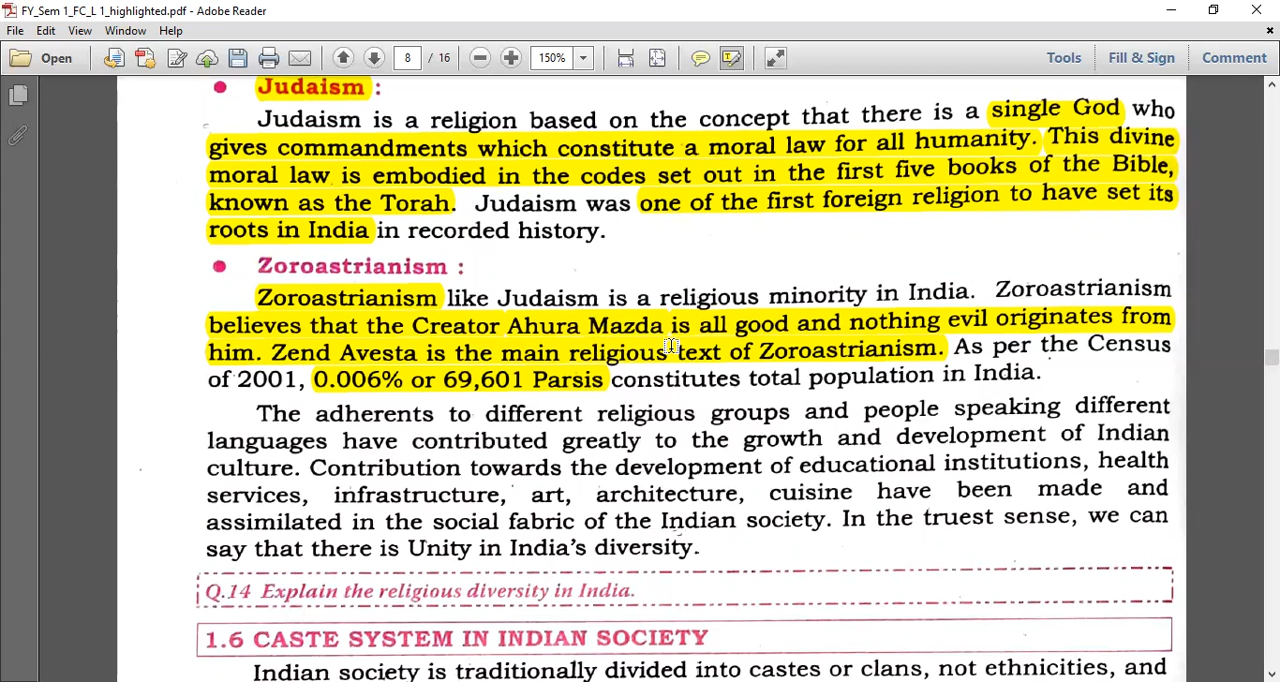 FY_Sem 1_FC_L 1_highlighted.pdf - Adobe Reader
File Edit View Window Help
Open 8 / 16 150% Tools Fill & Sign Comment
• Judaism :
Judaism is a religion based on the concept that there is a single God who
gives commandments which constitute a moral law for all humanity. This divine
moral law is embodied in the codes set out in the first five books of the Bible,
known as the Torah. Judaism was one of the first foreign religion to have set its
roots in India in recorded history.
• Zoroastrianism :
Zoroastrianism like Judaism is a religious minority in India. Zoroastrianism
believes that the Creator Ahura Mazda is all good and nothing evil originates from
him. Zend Avesta is the main religious text of Zoroastrianism. As per the Census
of 2001, 0.006% or 69,601 Parsis constitutes total population in India.
The adherents to different religious groups and people speaking different
languages have contributed greatly to the growth and development of Indian
culture. Contribution towards the development of educational institutions, health
services, infrastructure, art, architecture, cuisine have been made and
assimilated in the social fabric of the Indian society. In the truest sense, we can
say that there is Unity in India's diversity.
Q.14 Explain the religious diversity in India.
1.6 CASTE SYSTEM IN INDIAN SOCIETY
Indian society is traditionally divided into castes or clans, not ethnicities, and